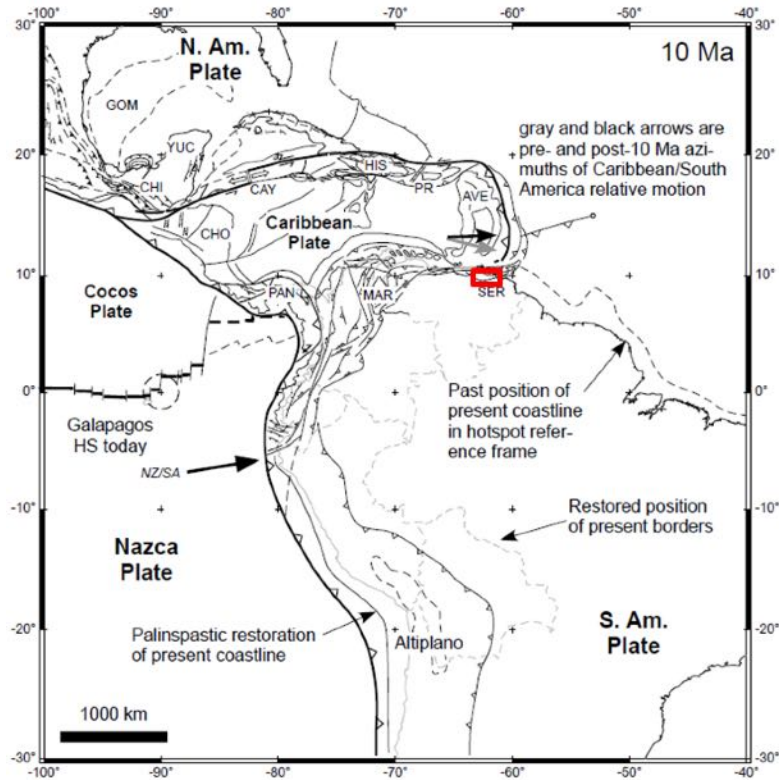 -100° -90° -80° -70° -60° -50° -40°
30° 30°
N. Am.
Plate
10 Ma
GOM
gray and black arrows are
pre- and post-10 Ma azi-
muths of Caribbean/South
America relative motion
YUC
20° 20°
CHI
HIS
CAY
PR
AVE
CHO
Caribbean
Plate
10° 10°
Cocos
Plate
PAN
MAR
SER
0° 0°
Past position of
present coastline
in hotspot refer-
ence frame
Galapagos
HS today
NZ/SA
-10° -10°
Restored position
of present borders
Nazca
Plate
-20° -20°
Palinspastic restoration
of present coastline
Altiplano
S. Am.
Plate
1000 km
-30° -30°
-100° -90° -80° -70° -60° -50° -40°